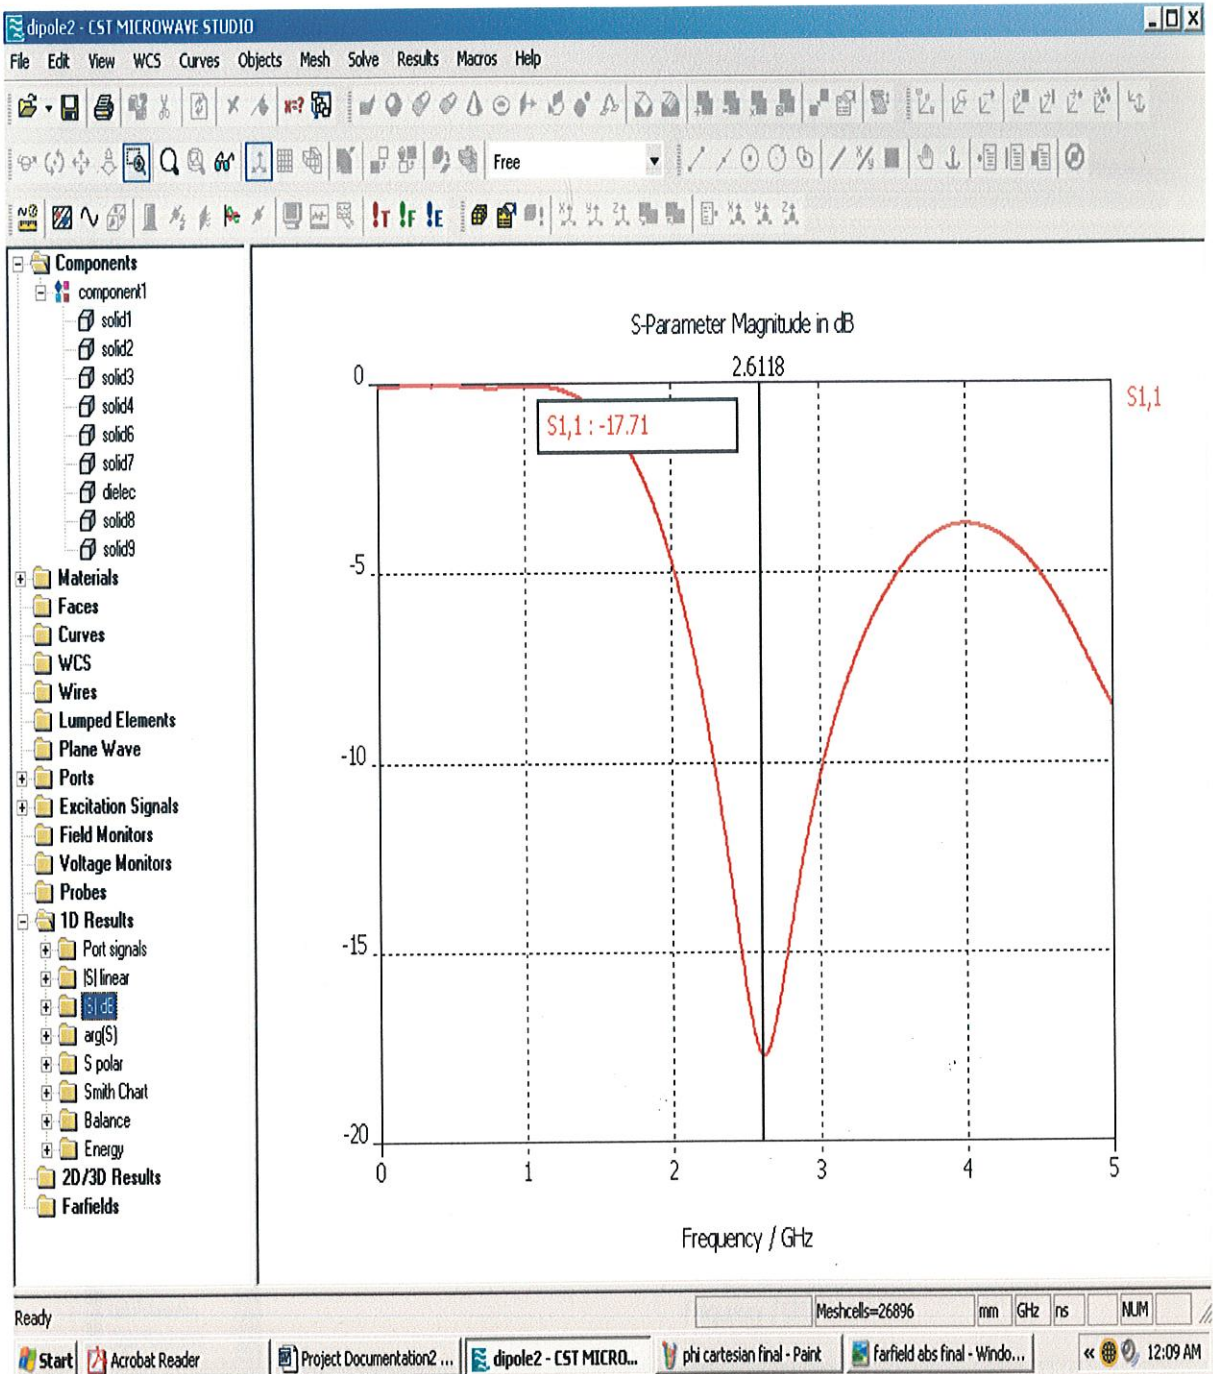 dipole2 - CST MICROWAVE STUDIO
File Edit View WCS Curves Objects Mesh Solve Results Macros Help
Free
Components
component1
solid1
solid2
solid3
solid4
solid6
solid7
dielec
solid8
solid9
Materials
Faces
Curves
WCS
Wires
Lumped Elements
Plane Wave
Ports
Excitation Signals
Field Monitors
Voltage Monitors
Probes
1D Results
Port signals
|S| linear
|S| dB
arg(S)
S polar
Smith Chart
Balance
Energy
2D/3D Results
Farfields
S-Parameter Magnitude in dB
2.6118
S1,1
S1,1 : -17.71
0
-5
-10
-15
-20
0 1 2 3 4 5
Frequency / GHz
Ready Meshcells=26896 mm GHz ns NUM
Start Acrobat Reader Project Documentation2 ... dipole2 - CST MICRO... phi cartesian final - Paint farfield abs final - Windo... « 12:09 AM